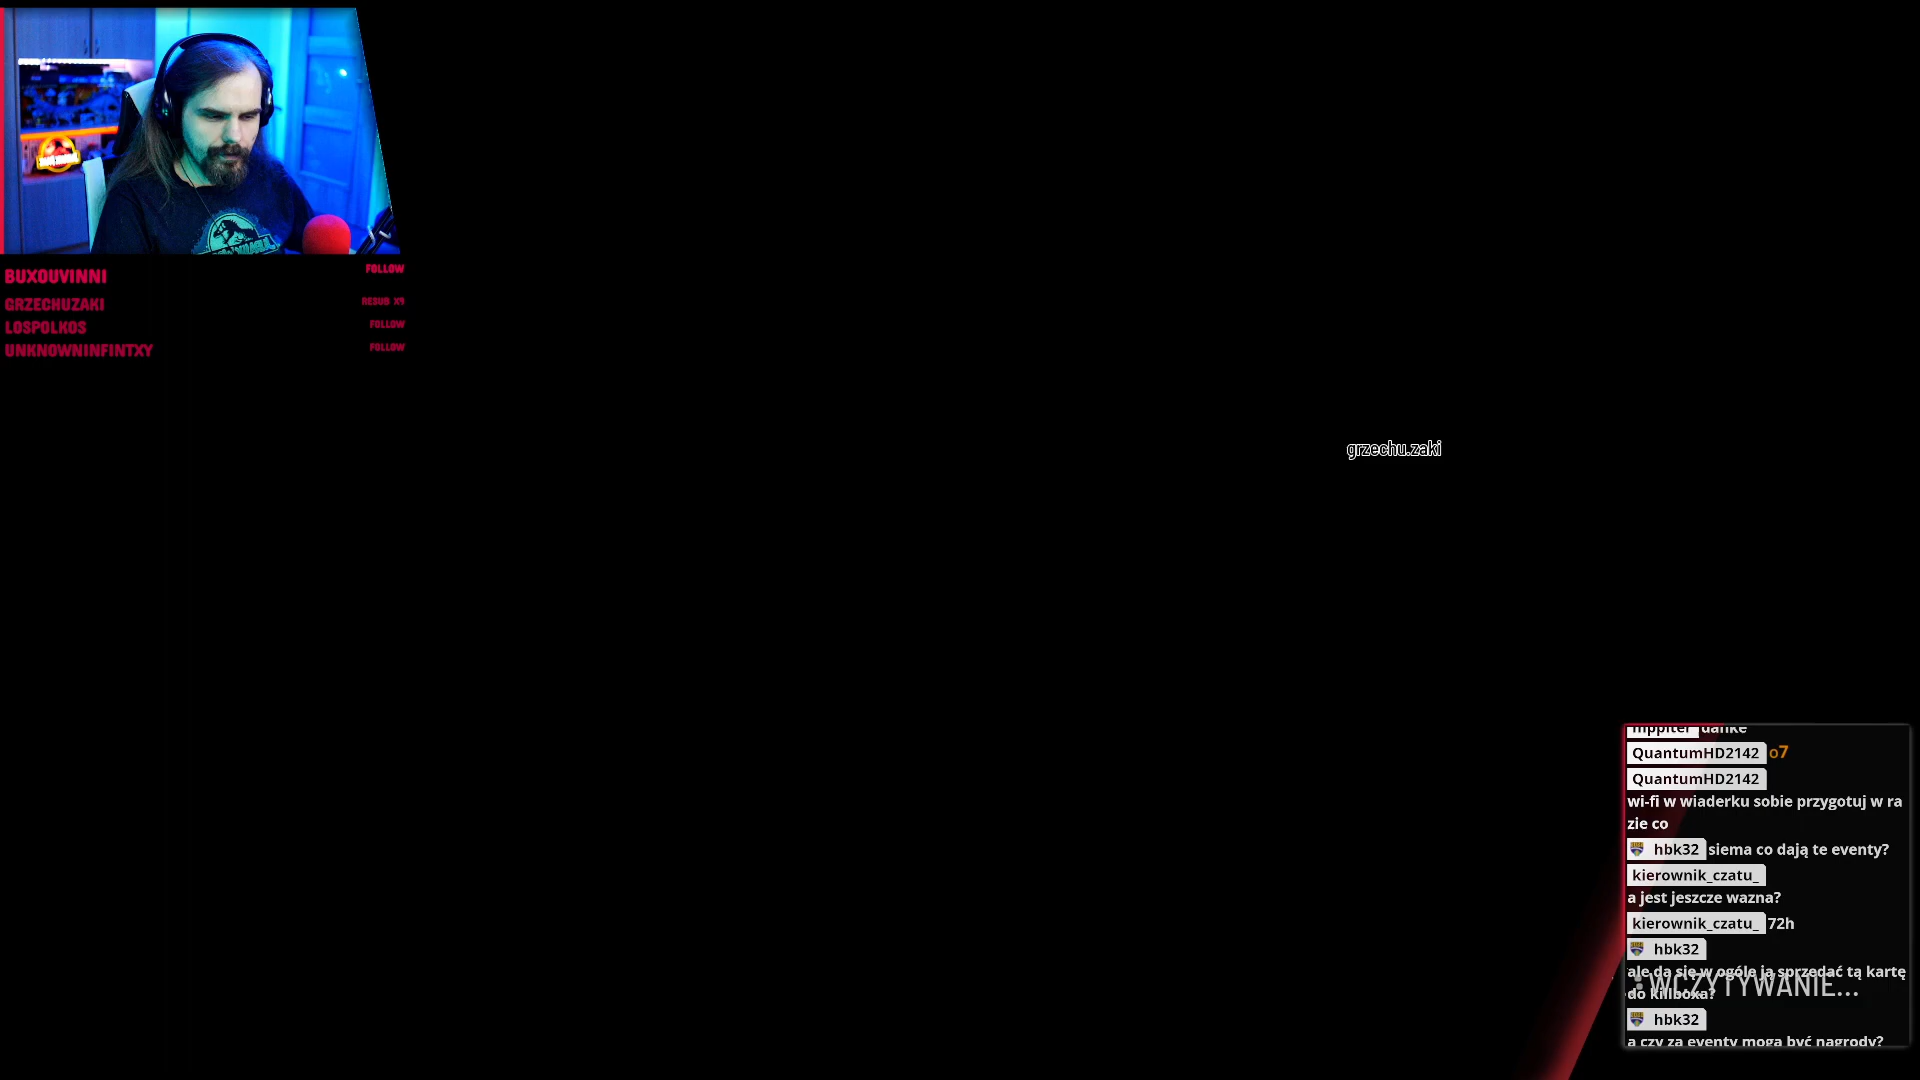 BUXOUVINNI FOLLOW
GRZECHUZAKI RESUB X9
LOSPOLKOS FOLLOW
UNKNOWNINFINTXY FOLLOW
grzechu.zaki
mppiter danke
QuantumHD2142 o7
QuantumHD2142
wi-fi w wiaderku sobie przygotuj w ra
zie co
hbk32 siema co dają te eventy?
kierownik_czatu_
a jest jeszcze wazna?
kierownik_czatu_ 72h
hbk32
ale da się w ogóle ją sprzedać tą kartę
do killboxa?
WCZYTYWANIE...
hbk32
a czy za eventy mogą być nagrody?